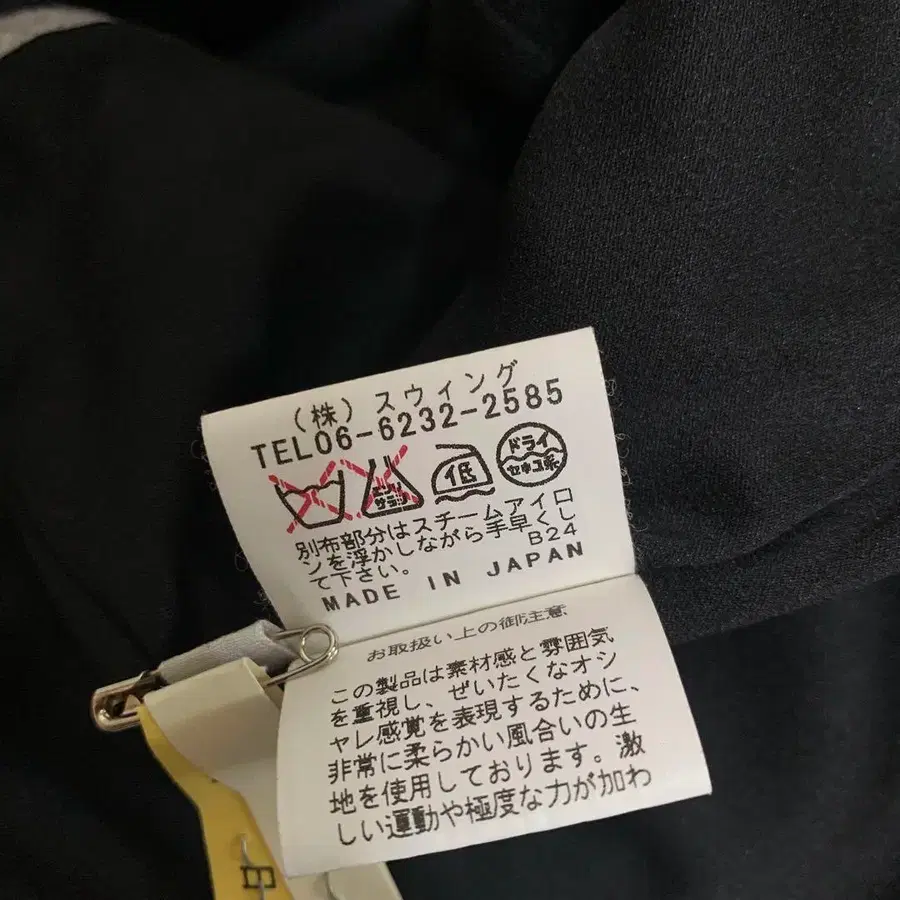 (株)スウィング
TEL06-6232-2585
エンソ
サラシ
低
ドライ
セキユ系
別布部分はスチームアイロ
ンを浮かしながら手早くし
て下さい。 B24
MADE IN JAPAN
お取扱い上の御注意
この製品は素材感と雰囲気
を重視し、ぜいたくなオシ
ャレ感覚を表現するために、
非常に柔らかい風合いの生
地を使用しております。激
しい運動や極度な力が加わ